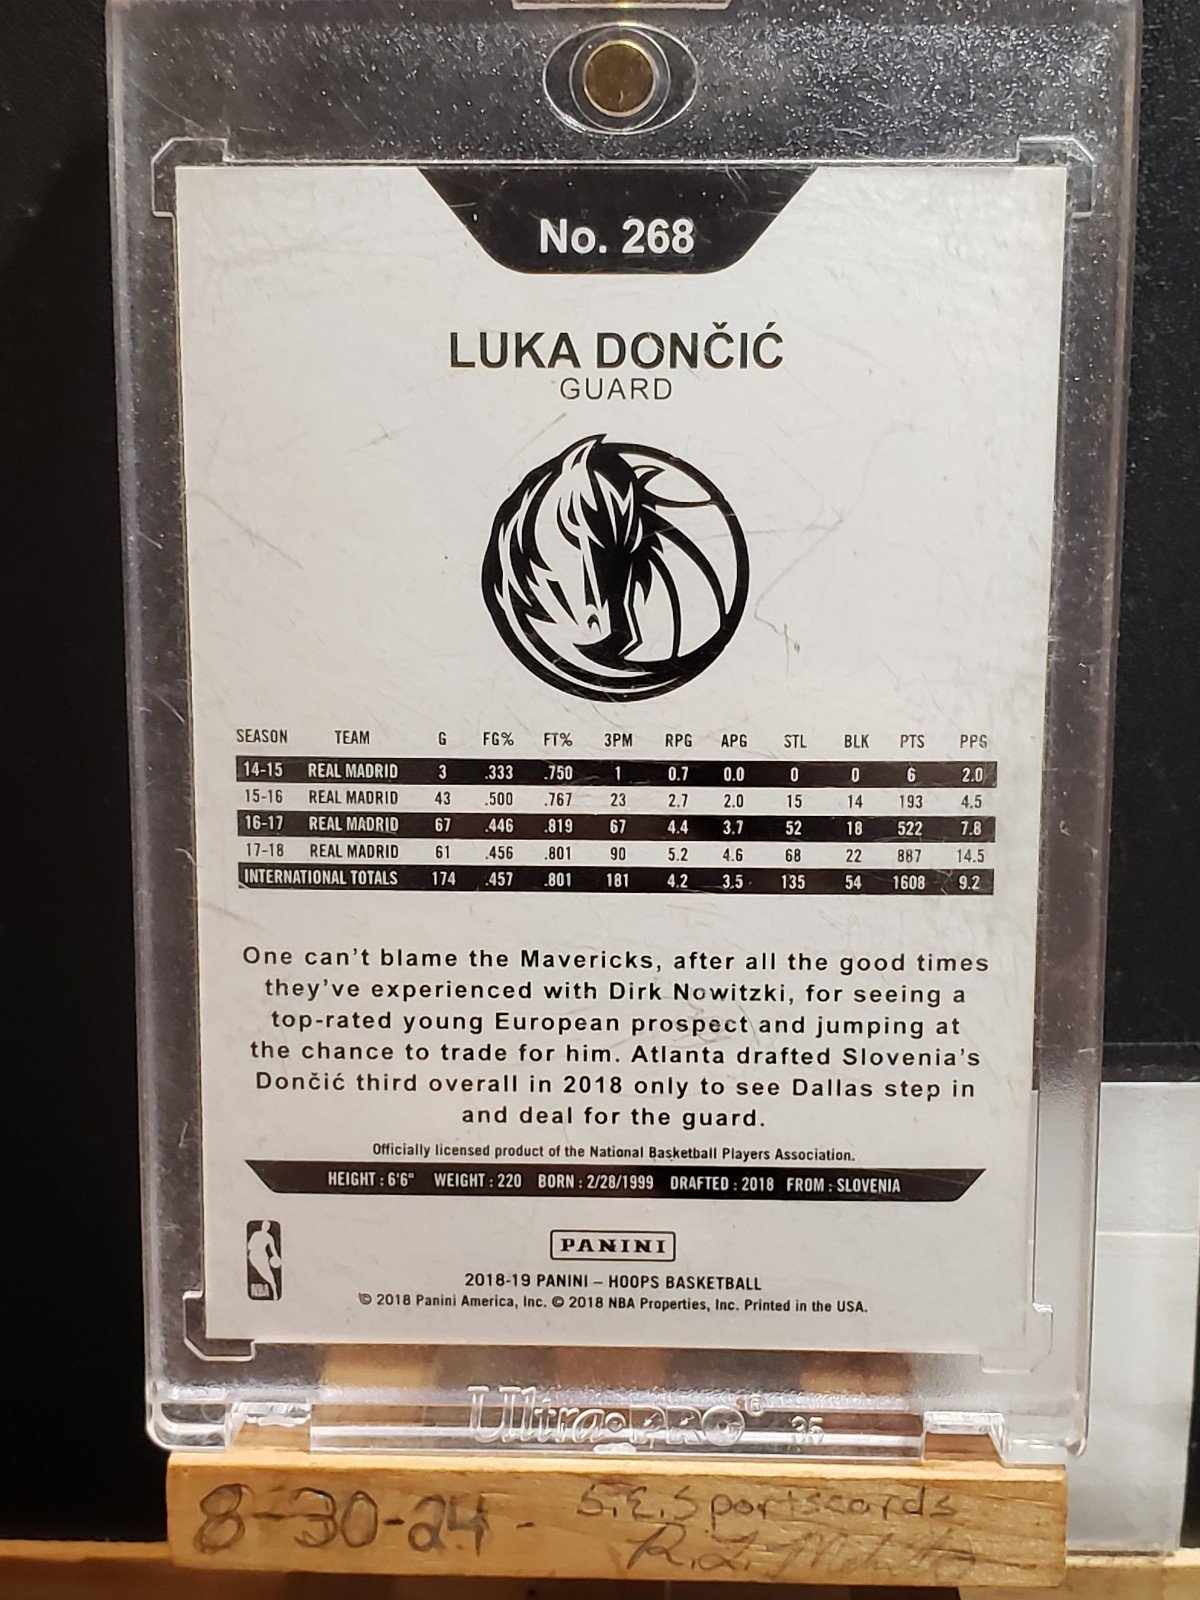 No. 268
LUKA DONČIĆ
GUARD
SEASON TEAM G FG% FT% 3PM RPG APG STL BLK PTS PPG
14-15 REAL MADRID 3 .333 .750 1 0.7 0.0 0 0 6 2.0
15-16 REAL MADRID 43 .500 .767 23 2.7 2.0 15 14 193 4.5
16-17 REAL MADRID 67 .446 .819 67 4.4 3.7 52 18 522 7.8
17-18 REAL MADRID 61 .456 .801 90 5.2 4.6 68 22 887 14.5
INTERNATIONAL TOTALS 174 .457 .801 181 4.2 3.5 135 54 1608 9.2
One can't blame the Mavericks, after all the good times
they've experienced with Dirk Nowitzki, for seeing a
top-rated young European prospect and jumping at
the chance to trade for him. Atlanta drafted Slovenia's
Dončić third overall in 2018 only to see Dallas step in
and deal for the guard.
Officially licensed product of the National Basketball Players Association.
HEIGHT : 6'6" WEIGHT : 220 BORN : 2/28/1999 DRAFTED : 2018 FROM : SLOVENIA
NBA
PANINI
2018-19 PANINI – HOOPS BASKETBALL
© 2018 Panini America, Inc. © 2018 NBA Properties, Inc. Printed in the USA.
Ultra•PRO® 35
8-30-24 - S.E.Sportscards
R.L.